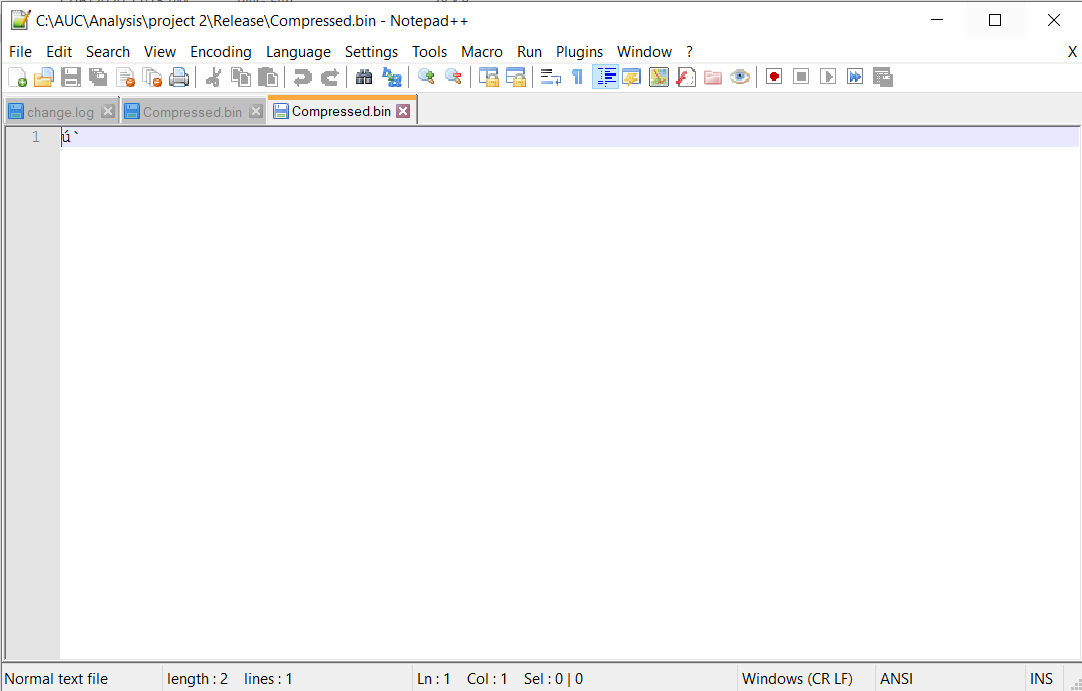 C:\AUC\Analysis\project 2\Release\Compressed.bin - Notepad++
File Edit Search View Encoding Language Settings Tools Macro Run Plugins Window ? X
change.log Compressed.bin Compressed.bin
1 ú`
Normal text file length : 2 lines : 1 Ln : 1 Col : 1 Sel : 0 | 0 Windows (CR LF) ANSI INS